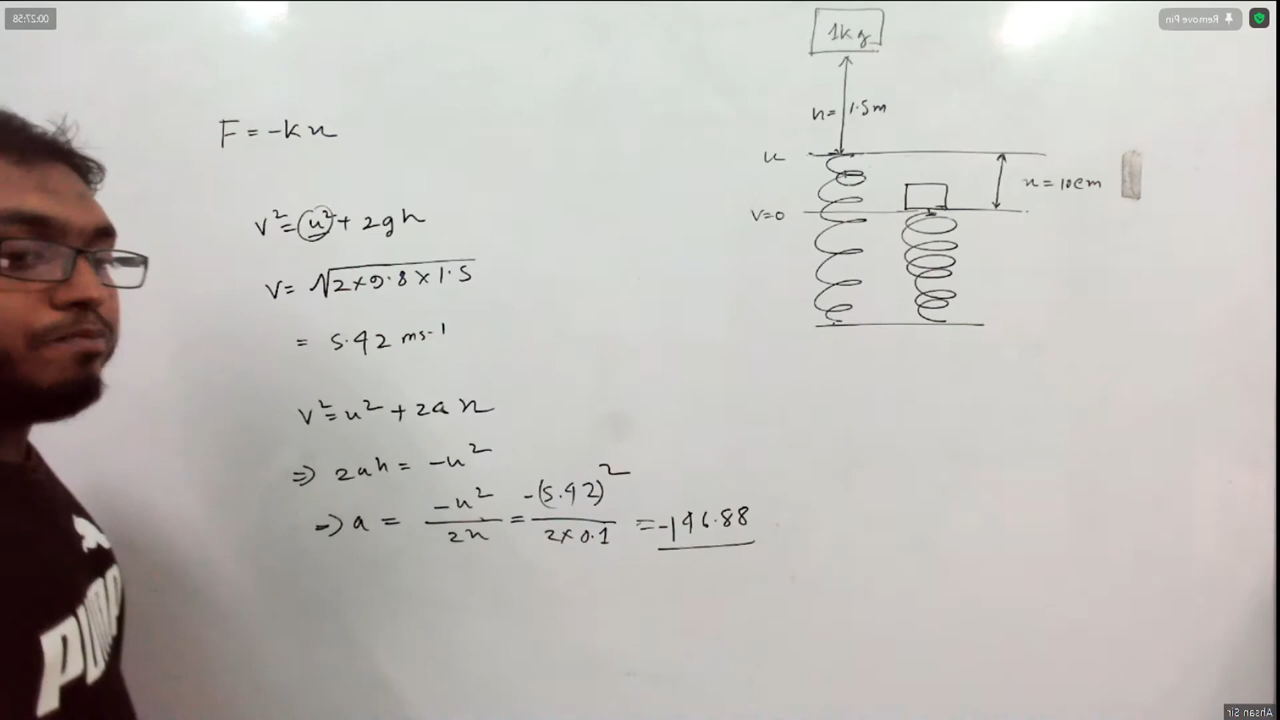 00:27:58
Remove Pin
1kg
h= 1.5m
u
x = 10cm
V=0
F = -kx
V² = u² + 2gh
V= √2×9.8×1.5
= 5.42 ms-1
V² = u² + 2ax
=> 2ax = -u²
=> a = -u²/2x = -(5.42)²/2×0.1 = -146.88
PUMA
Ahsan Sir